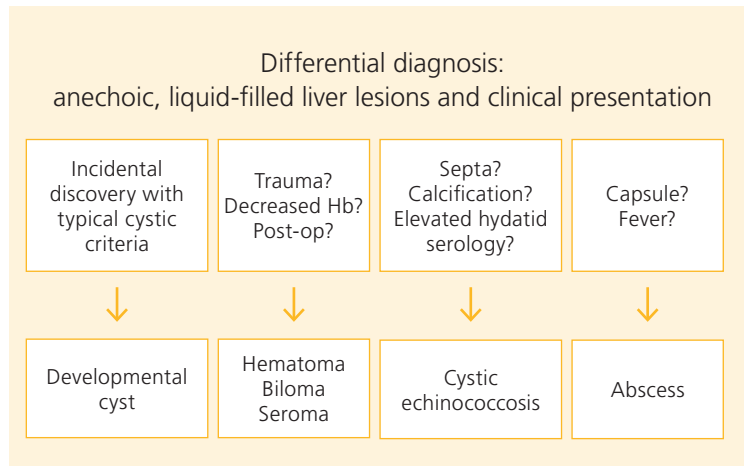 Differential diagnosis:
anechoic, liquid-filled liver lesions and clinical presentation
Incidental
discovery with
typical cystic
criteria
Trauma?
Decreased Hb?
Post-op?
Septa?
Calcification?
Elevated hydatid
serology?
Capsule?
Fever?
Developmental
cyst
Hematoma
Biloma
Seroma
Cystic
echinococcosis
Abscess